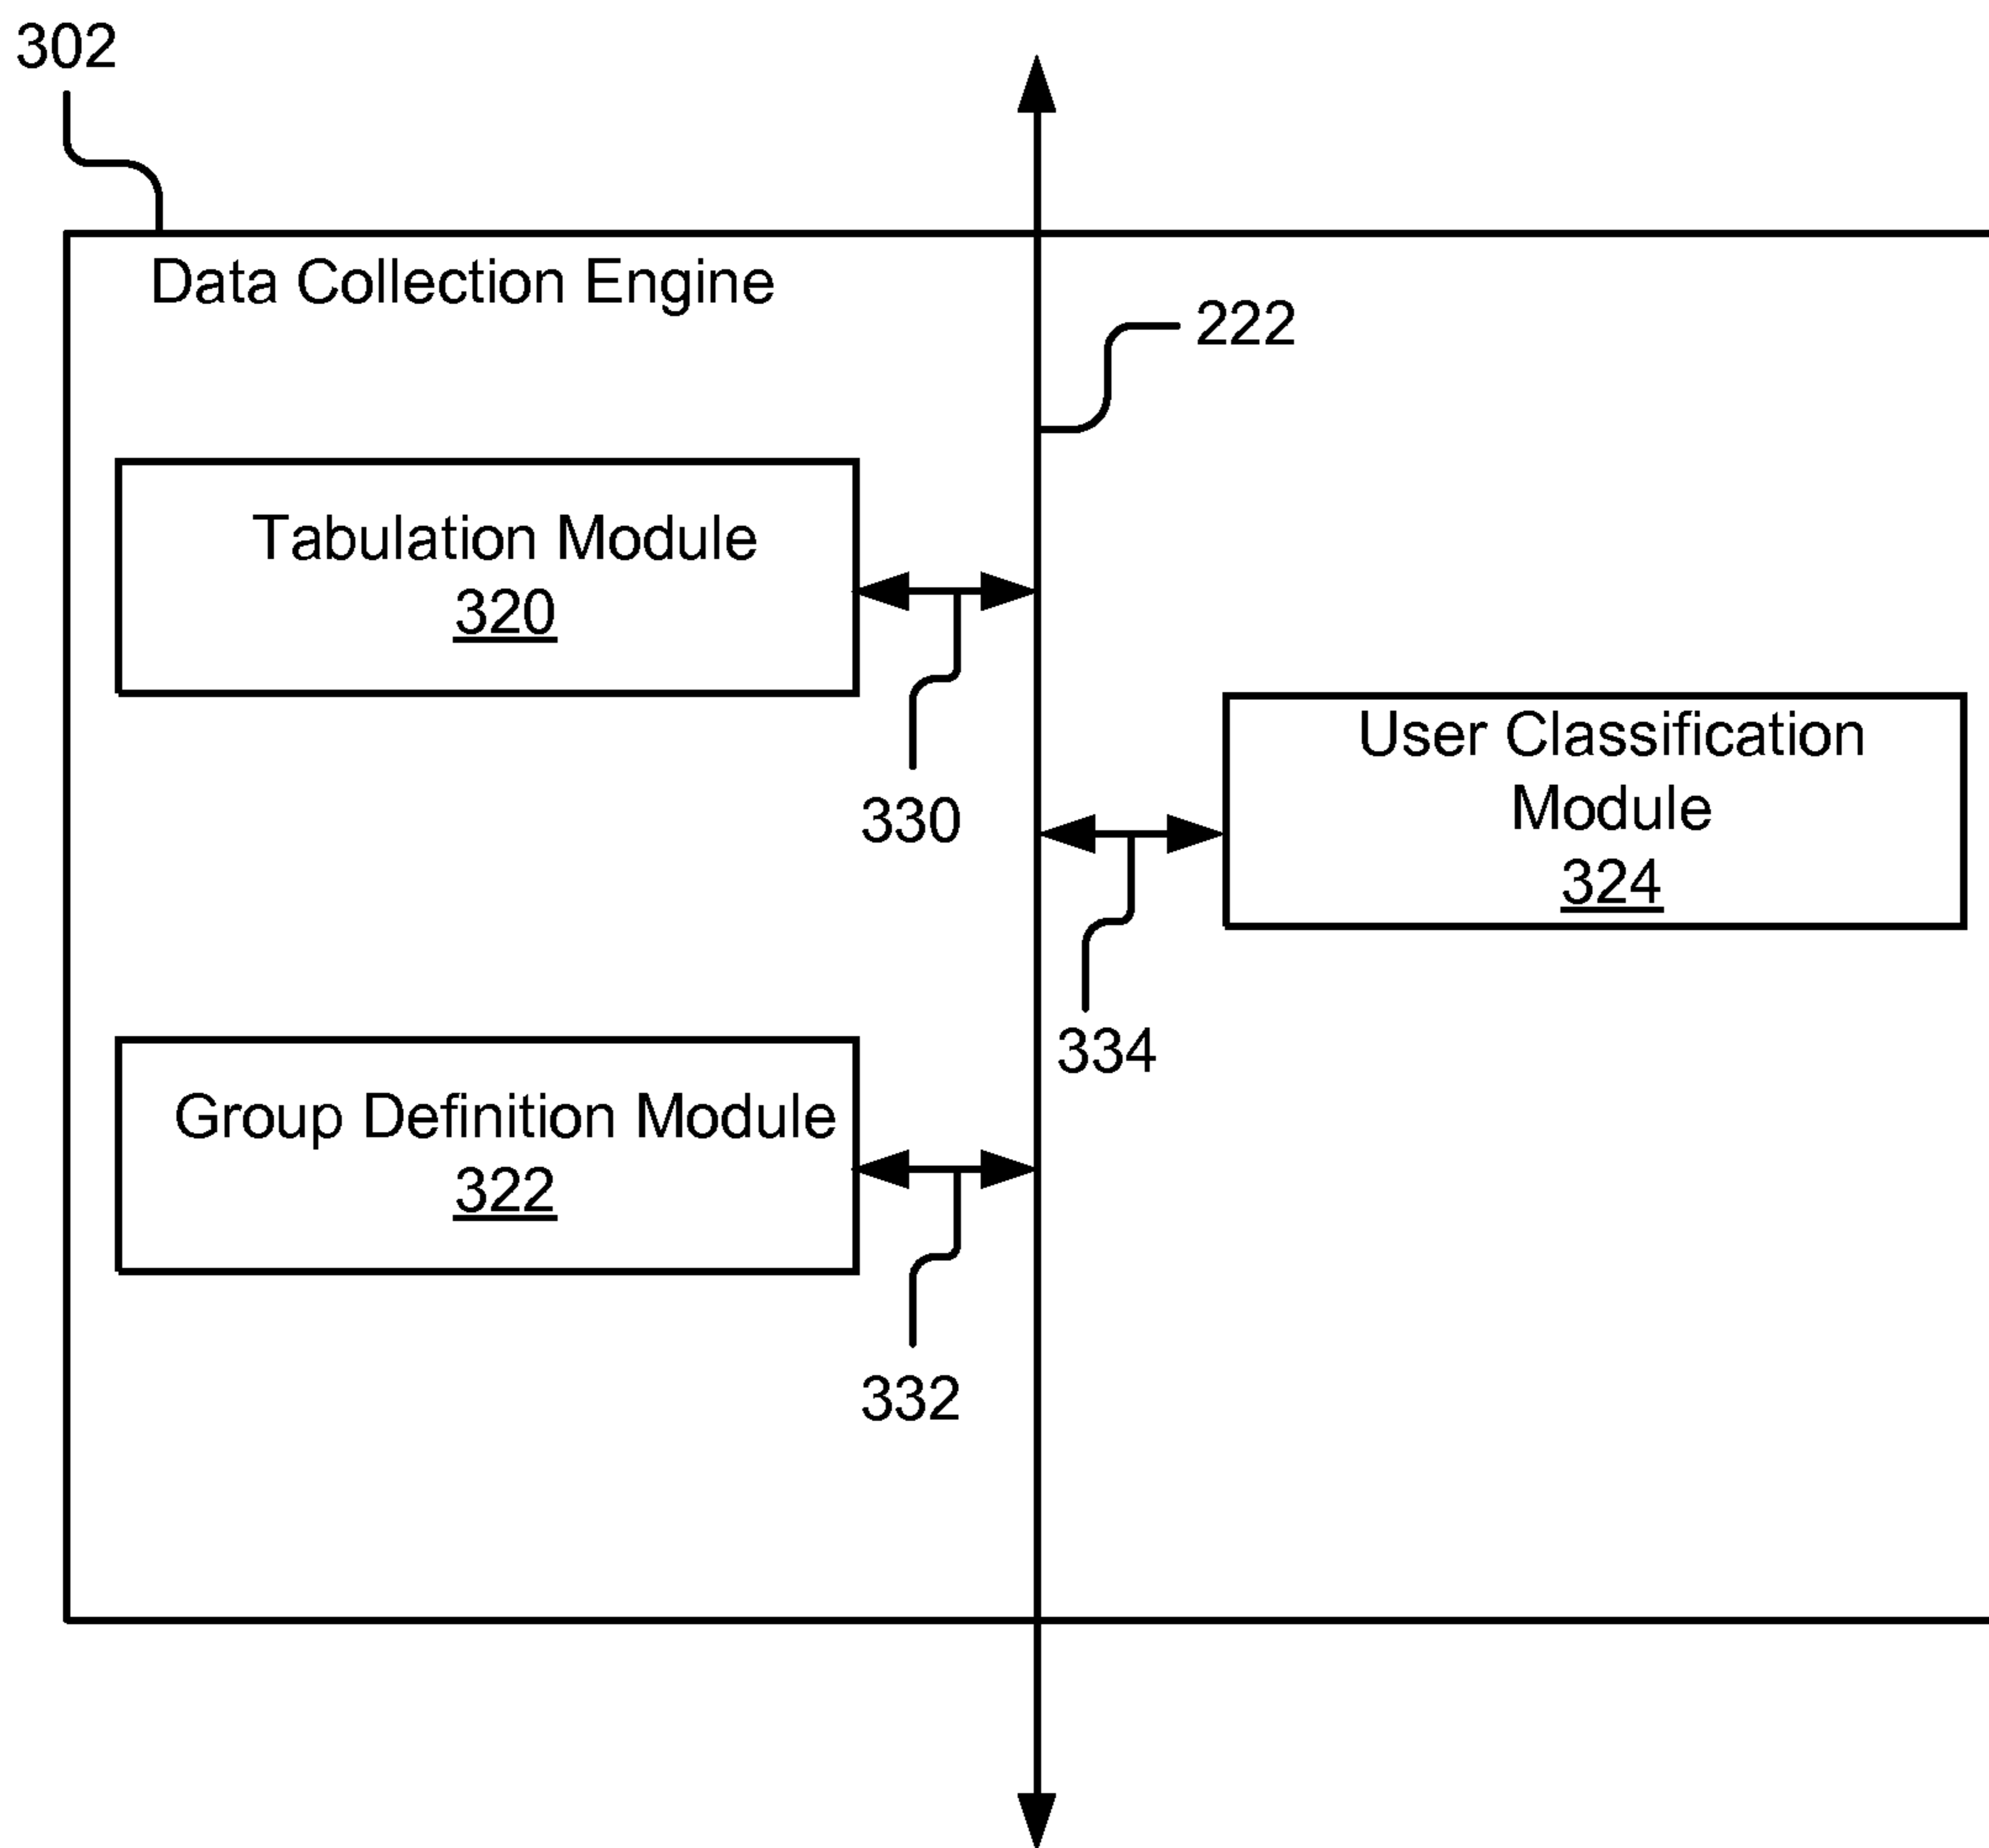 302
Data Collection Engine
222
Tabulation Module
320
330
User Classification
Module
324
334
Group Definition Module
322
332